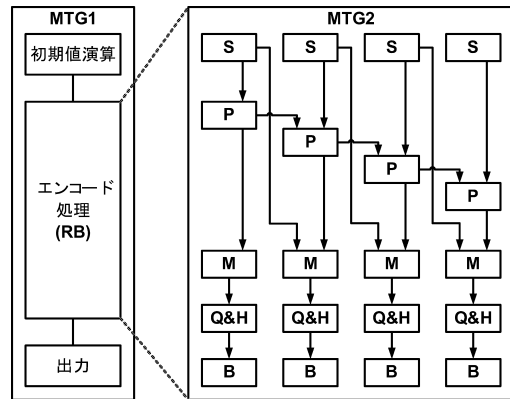 MTG1
初期値演算
エンコード
処理
(RB)
出力
MTG2
S S S S
P
P
P
P
M M M M
Q&H Q&H Q&H Q&H
B B B B